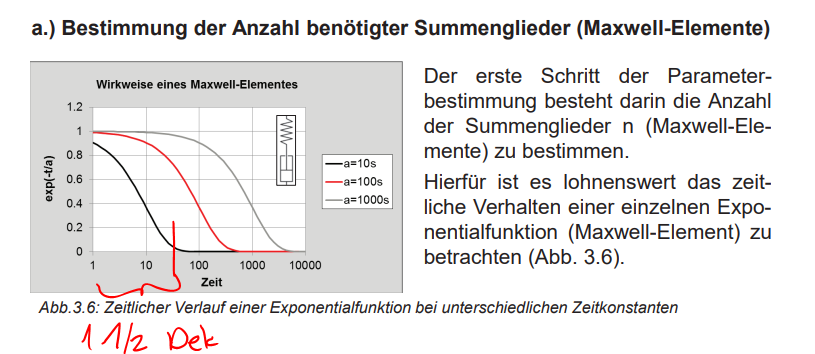 a.) Bestimmung der Anzahl benötigter Summenglieder (Maxwell-Elemente)
Wirkweise eines Maxwell-Elementes
1.2
1
0.8
0.6
0.4
0.2
0
exp(-t/a)
1
10
100
1000
10000
Zeit
a=10s
a=100s
a=1000s
Der erste Schritt der Parameter-
bestimmung besteht darin die Anzahl
der Summenglieder n (Maxwell-Ele-
mente) zu bestimmen.
Hierfür ist es lohnenswert das zeit-
liche Verhalten einer einzelnen Expo-
nentialfunktion (Maxwell-Element) zu
betrachten (Abb. 3.6).
Abb.3.6: Zeitlicher Verlauf einer Exponentialfunktion bei unterschiedlichen Zeitkonstanten
1 1/2 Dek